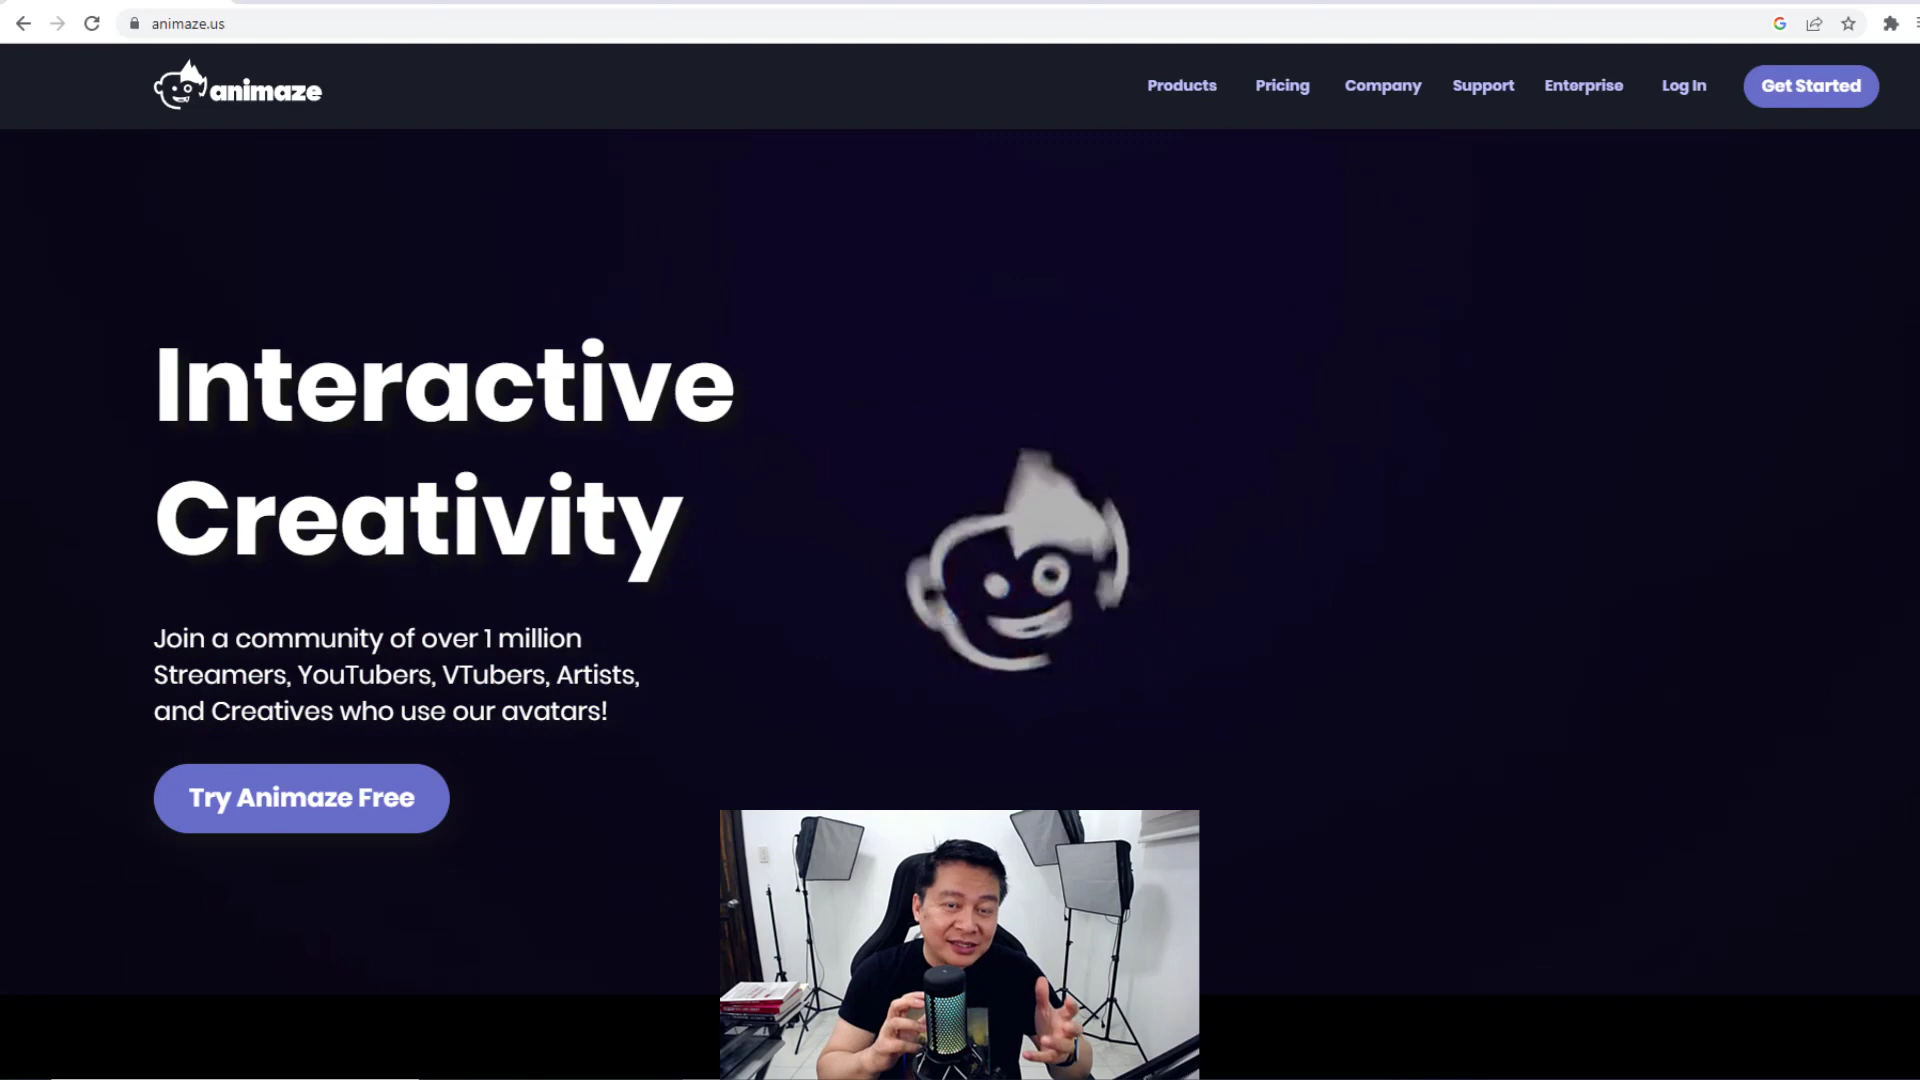 animaze.us
animaze
Products
Pricing
Company
Support
Enterprise
Log In
Get Started
Interactive
Creativity
Join a community of over 1 million
Streamers, YouTubers, VTubers, Artists,
and Creatives who use our avatars!
Try Animaze Free